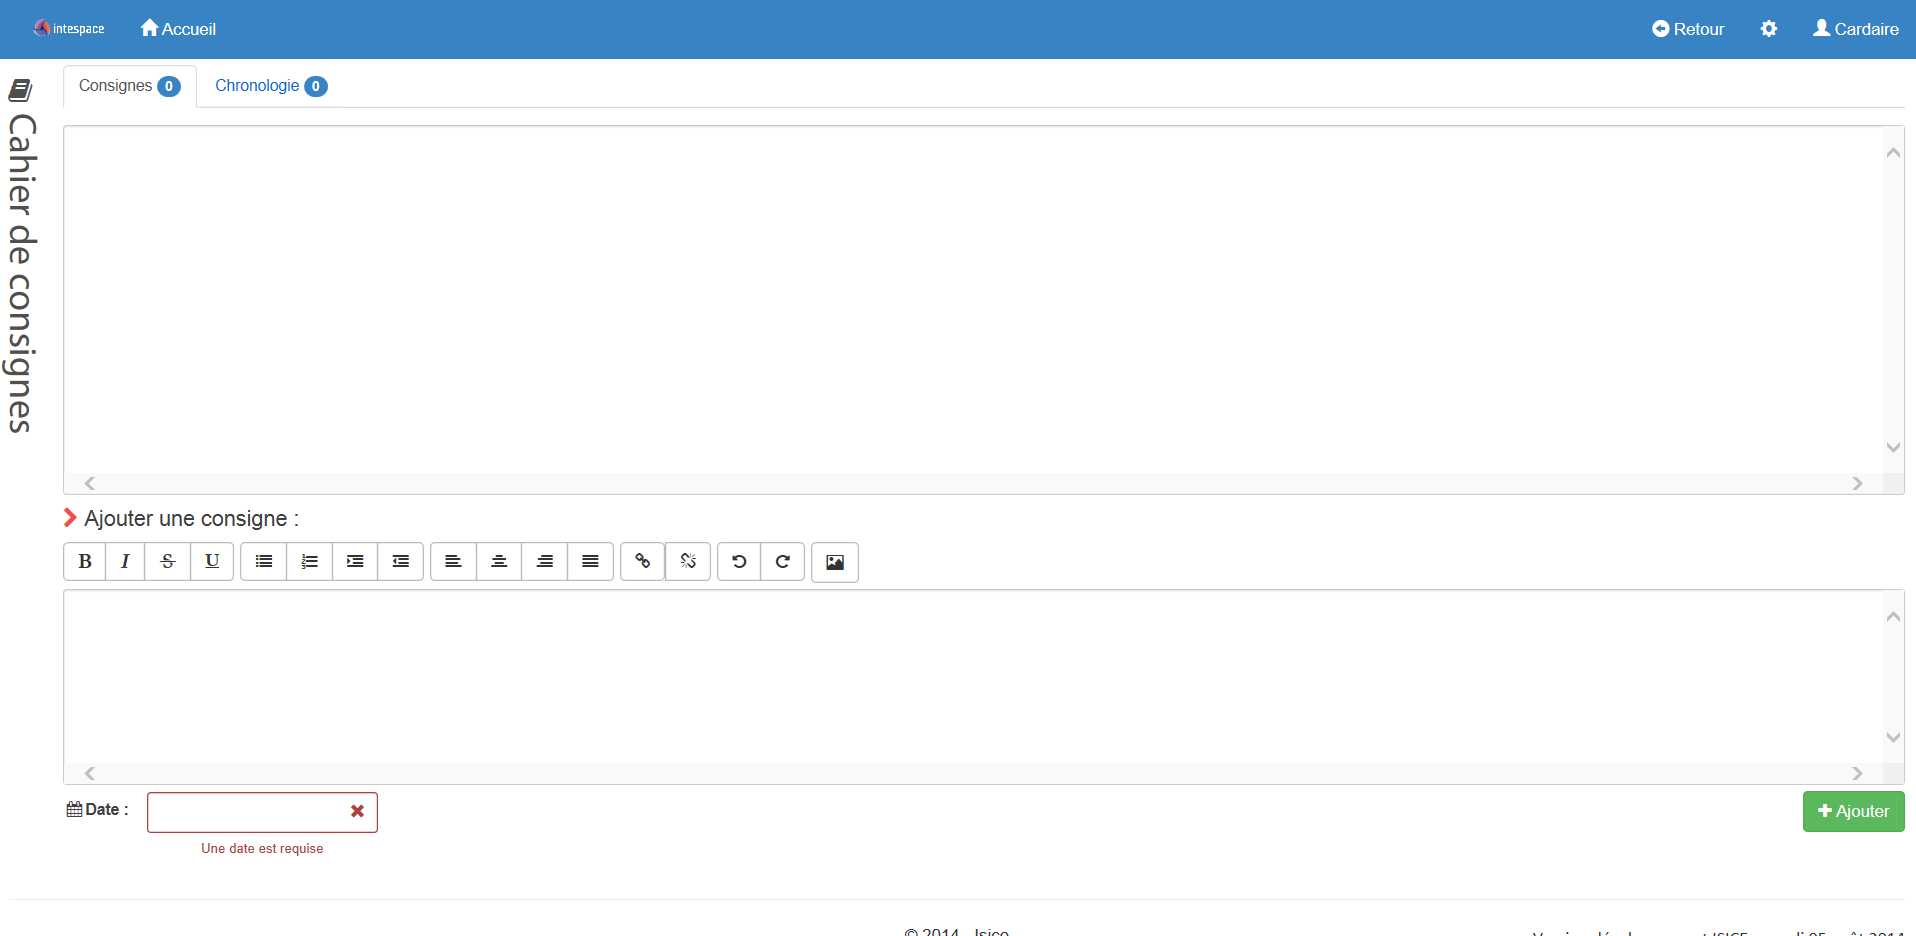 intespace
Accueil
Retour
Cardaire
Consignes 0
Chronologie 0
Cahier de consignes
Ajouter une consigne :
B I S U
Date :
Une date est requise
Ajouter
© 2014 - Isico